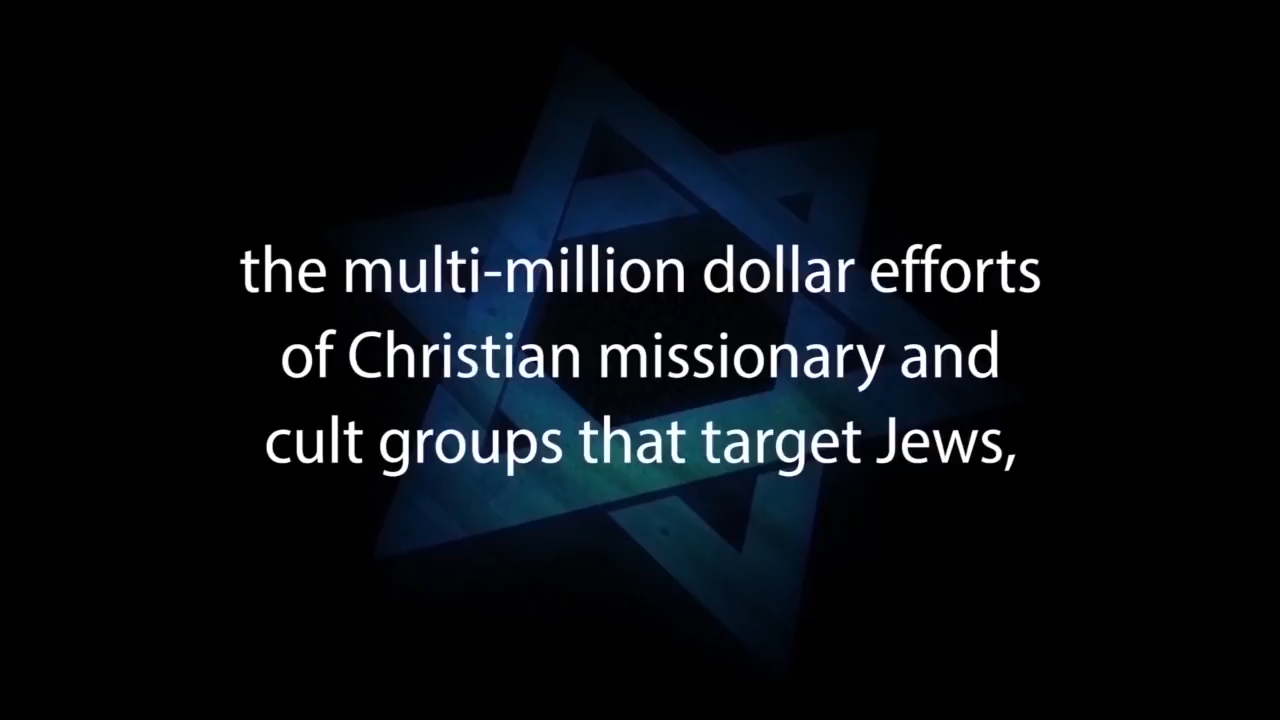 the multi-million dollar efforts
of Christian missionary and
cult groups that target Jews,